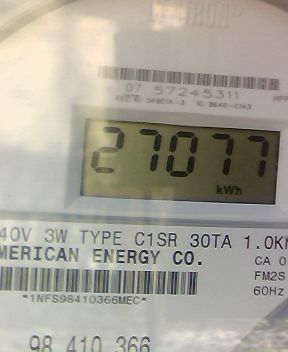 07 57245311
27077
kWh
40V 3W TYPE C1SR 30TA 1.0K
MERICAN ENERGY CO.
CA 0
FM2S
60Hz
*1NFS98410366MEC*
98 410 366